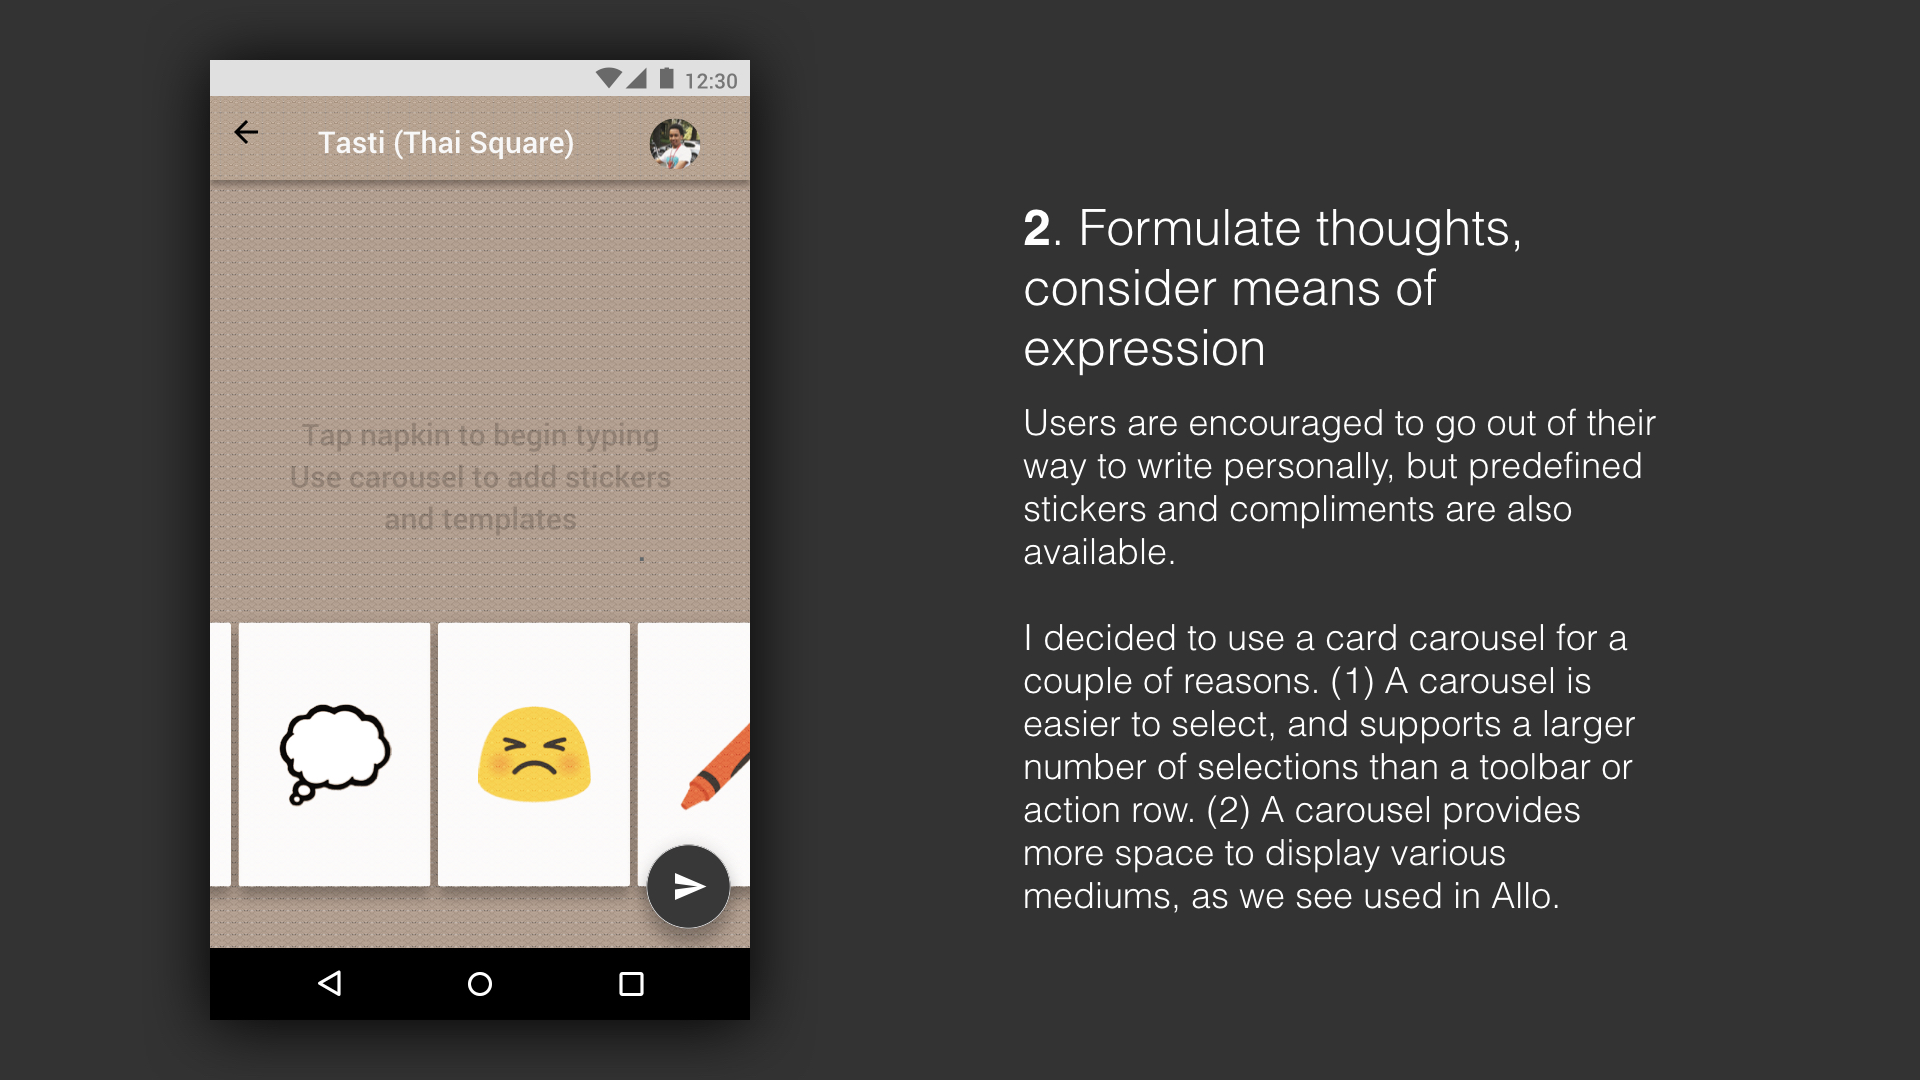 12:30
Tasti (Thai Square)
Tap napkin to begin typing
Use carousel to add stickers
and templates
2. Formulate thoughts,
consider means of
expression
Users are encouraged to go out of their
way to write personally, but predefined
stickers and compliments are also
available.
I decided to use a card carousel for a
couple of reasons. (1) A carousel is
easier to select, and supports a larger
number of selections than a toolbar or
action row. (2) A carousel provides
more space to display various
mediums, as we see used in Allo.